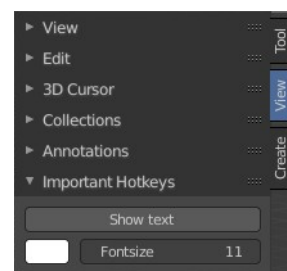 View
Edit
3D Cursor
Collections
Annotations
Important Hotkeys
Show text
Fontsize 11
Tool
View
Create